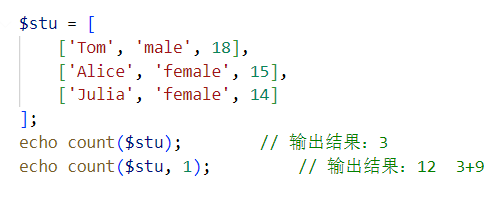 $stu = [
    ['Tom', 'male', 18],
    ['Alice', 'female', 15],
    ['Julia', 'female', 14]
];
echo count($stu);        // 输出结果：3
echo count($stu, 1);        // 输出结果：12  3+9